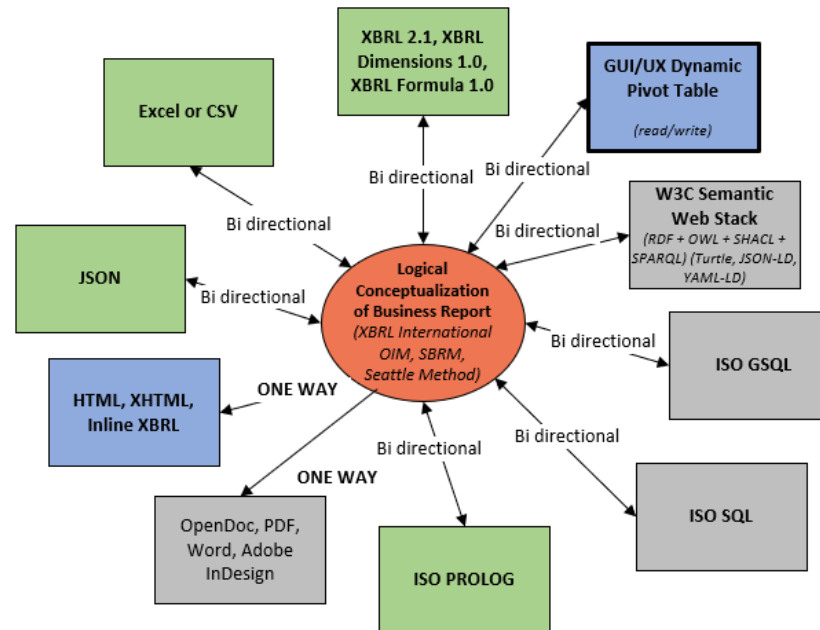 XBRL 2.1, XBRL
Dimensions 1.0,
XBRL Formula 1.0
GUI/UX Dynamic
Pivot Table
(read/write)
Excel or CSV
Bi directional
Bi directional
Bi directional
W3C Semantic
Web Stack
(RDF + OWL + SHACL +
SPARQL) (Turtle, JSON-LD,
YAML-LD)
Bi directional
JSON
Bi directional
Logical
Conceptualization
of Business Report
(XBRL International
OIM, SBRM,
Seattle Method)
Bi directional
ISO GSQL
HTML, XHTML,
Inline XBRL
ONE WAY
Bi directional
Bi directional
ONE WAY
OpenDoc, PDF,
Word, Adobe
InDesign
ISO SQL
ISO PROLOG